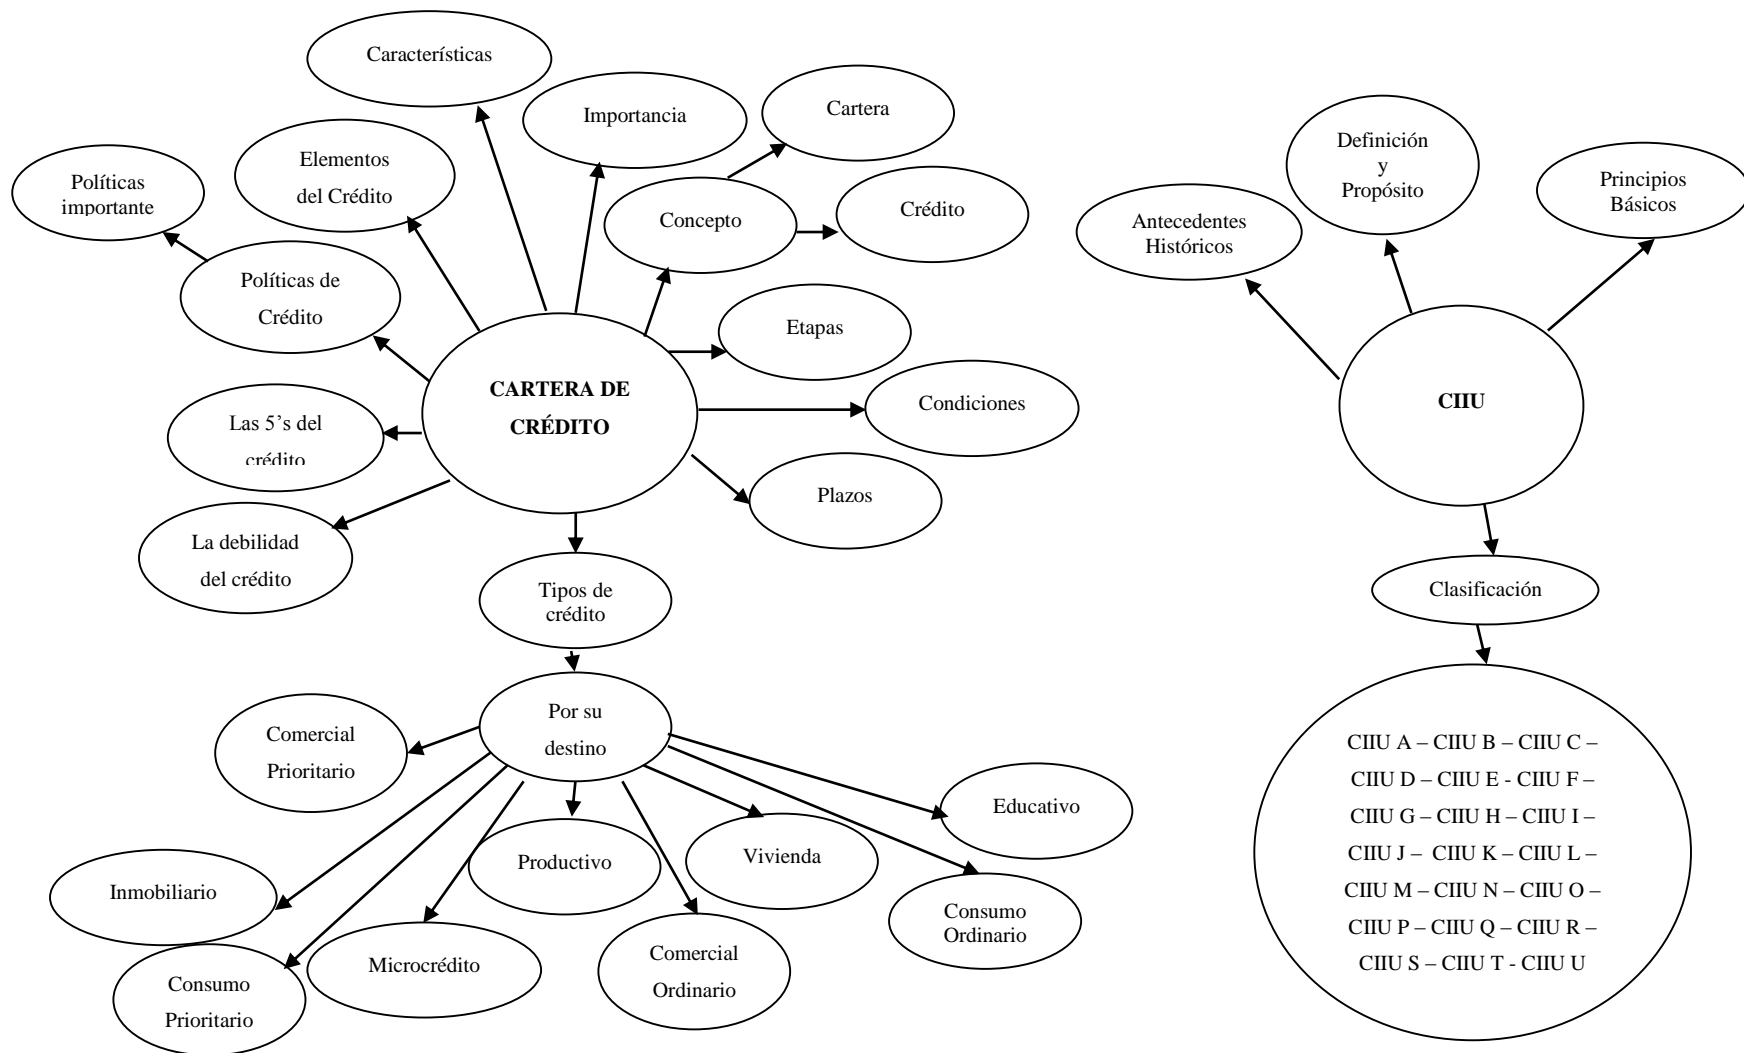 Características
Importancia
Cartera
Elementos
del Crédito
Políticas
importante
Concepto
Crédito
Políticas de
Crédito
Etapas
CARTERA DE
CRÉDITO
Condiciones
Las 5’s del
crédito
Plazos
La debilidad
del crédito
Tipos de
crédito
Por su
destino
Comercial
Prioritario
Educativo
Productivo
Vivienda
Inmobiliario
Consumo
Ordinario
Microcrédito
Comercial
Ordinario
Consumo
Prioritario
Definición
y
Propósito
Principios
Básicos
Antecedentes
Históricos
CIIU
Clasificación
CIIU A – CIIU B – CIIU C –
CIIU D – CIIU E - CIIU F –
CIIU G – CIIU H – CIIU I –
CIIU J – CIIU K – CIIU L –
CIIU M – CIIU N – CIIU O –
CIIU P – CIIU Q – CIIU R –
CIIU S – CIIU T - CIIU U